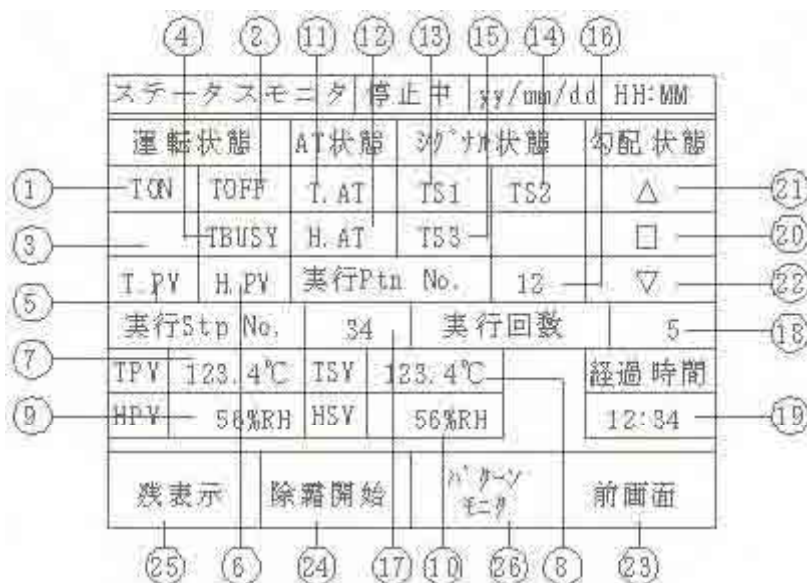 ④ ② ⑪ ⑫ ⑬ ⑮ ⑭ ⑯
ステータスモニタ 停止中 yy/mm/dd HH:MM
運転状態 AT状態 シグナル状態 勾配状態
① TON TOFF T.AT TS1 TS2 △ ㉑
③ TBUSY H.AT TS3 □ ⑳
⑤ T.PV H.PV 実行Ptn No. 12 ▽ ㉒
実行Stp No. 34 実行回数 5 ⑱
⑦ TPV 123.4℃ TSV 123.4℃ 経過時間
⑨ HPV 56%RH HSV 56%RH 12:34 ⑲
残表示 除霜開始 パターン 前画面
モニタ
㉕ ⑥ ㉔ ⑰ ⑩ ㉖ ⑧ ㉓